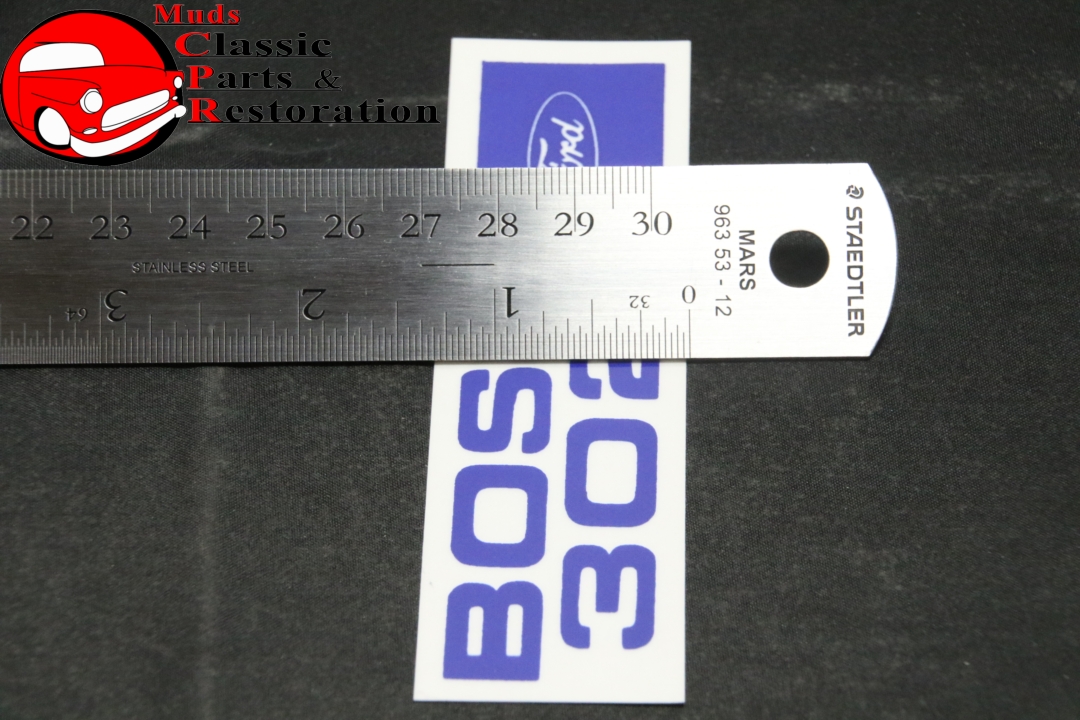 Muds
Classic
Parts &
Restoration
22 23 24 25 26 27 28 29 30
STAINLESS STEEL
64 3 2 1 32 0
MARS
963 53 - 12
STAEDTLER
BOS
302